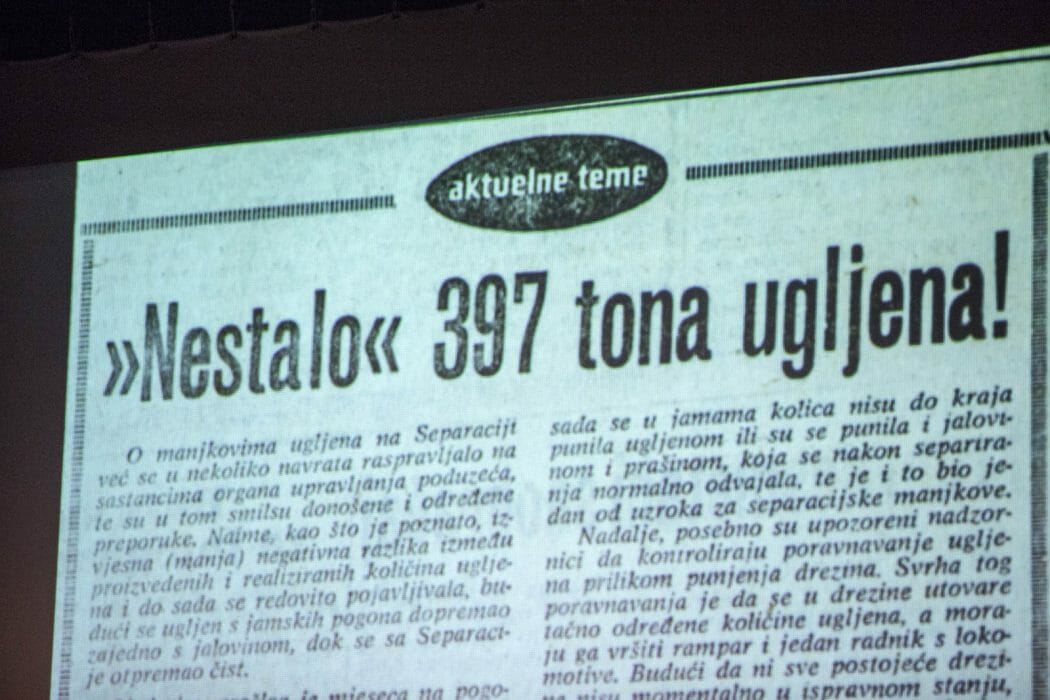 aktuelne teme
»Nestalo« 397 tona ugljena!
O manjkovima ugljena na Separaciji
već se u nekoliko navrata raspravljalo na
sastancima organa upravljanja poduzeća,
te su u tom smilsu donošene i određene
preporuke. Naime, kao što je poznato, iz-
vjesna (manja) negativna razlika između
proizvedenih i realiziranih količina uglje-
na i do sada se redovito pojavljivala, bu-
dući se ugljen s jamskih pogona dopremao
zajedno s jalovinom, dok se sa Separaci-
je otpremao čist.
je mjeseca na pogo-
sada se u jamama kolica nisu do kraja
punila ugljenom ili su se punila i jalovi-
nom i prašinom, koja se nakon separira-
nja normalno odvajala, te je i to bio je-
dan od uzroka za separacijske manjkove.
Nadalje, posebno su upozoreni nadzor-
nici da kontroliraju poravnavanje uglje-
na prilikom punjenja drezina. Svrha tog
poravnavanja je da se u drezine utovare
tačno određene količine ugljena, a mora-
ju ga vršiti rampar i jedan radnik s loko-
motive. Budući da ni sve postojeće drezi-
ne nisu momentalno u ispravnom stanju,